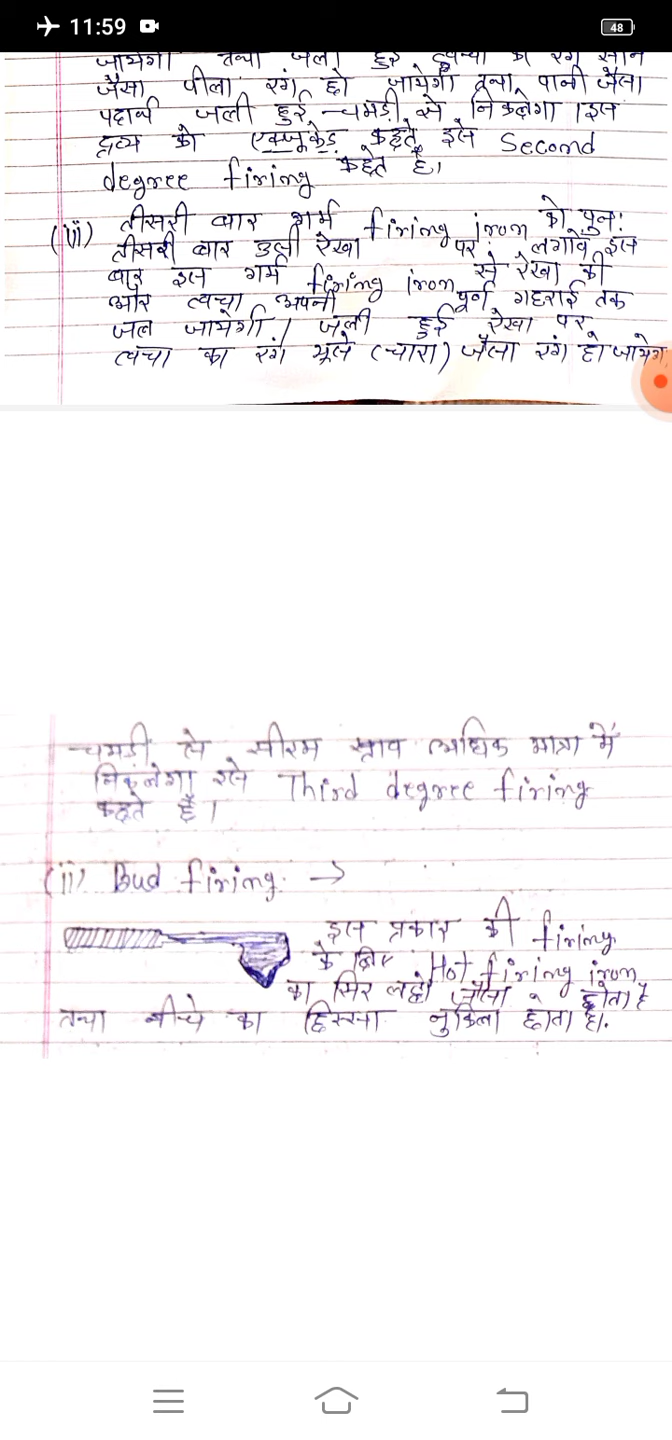 11:59
48
जायेगी तथा जली हुई त्वचा का रंग सोने
जैसा पीला रंग हो जायेगा तथा पानी जैसा
पदार्थ जली हुई चमड़ी से निकलेगा । इस
द्रव्य को एक्जूकेड कहते इसे Second
degree firing कहते है।
(iii) तीसरी बार गर्म firing iron को पुनः
तीसरी बार उसी रेखा पर लगावे इस
बार इस गर्म firing iron से रेखा की
ओर त्वचा अपनी पूर्ण गहराई तक
जल जायेगी । जली हुई रेखा पर
त्वचा का रंग भूसे (चारा) जैसा रंग हो जायेगा
चमड़ी से सीरम स्त्राव त्यधिक मात्रा में
निकलेगा इसे Third degree firing
कहते है ।
(ii) Bud firing. →
इस प्रकार की firing
के लिए Hot firing iron
का सिर लट्टो जैसा होता है
तथा नीचे का हिस्सा नुकिला होता है.